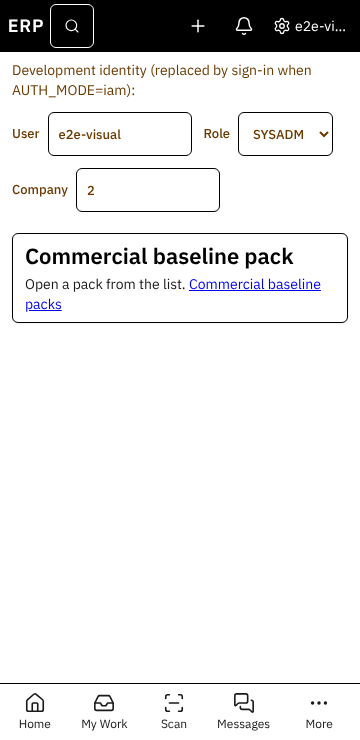 ERP
e2e-vi...
Development identity (replaced by sign-in when
AUTH_MODE=iam):
User e2e-visual Role SYSADM
Company 2
Commercial baseline pack
Open a pack from the list. Commercial baseline
packs
Home My Work Scan Messages More